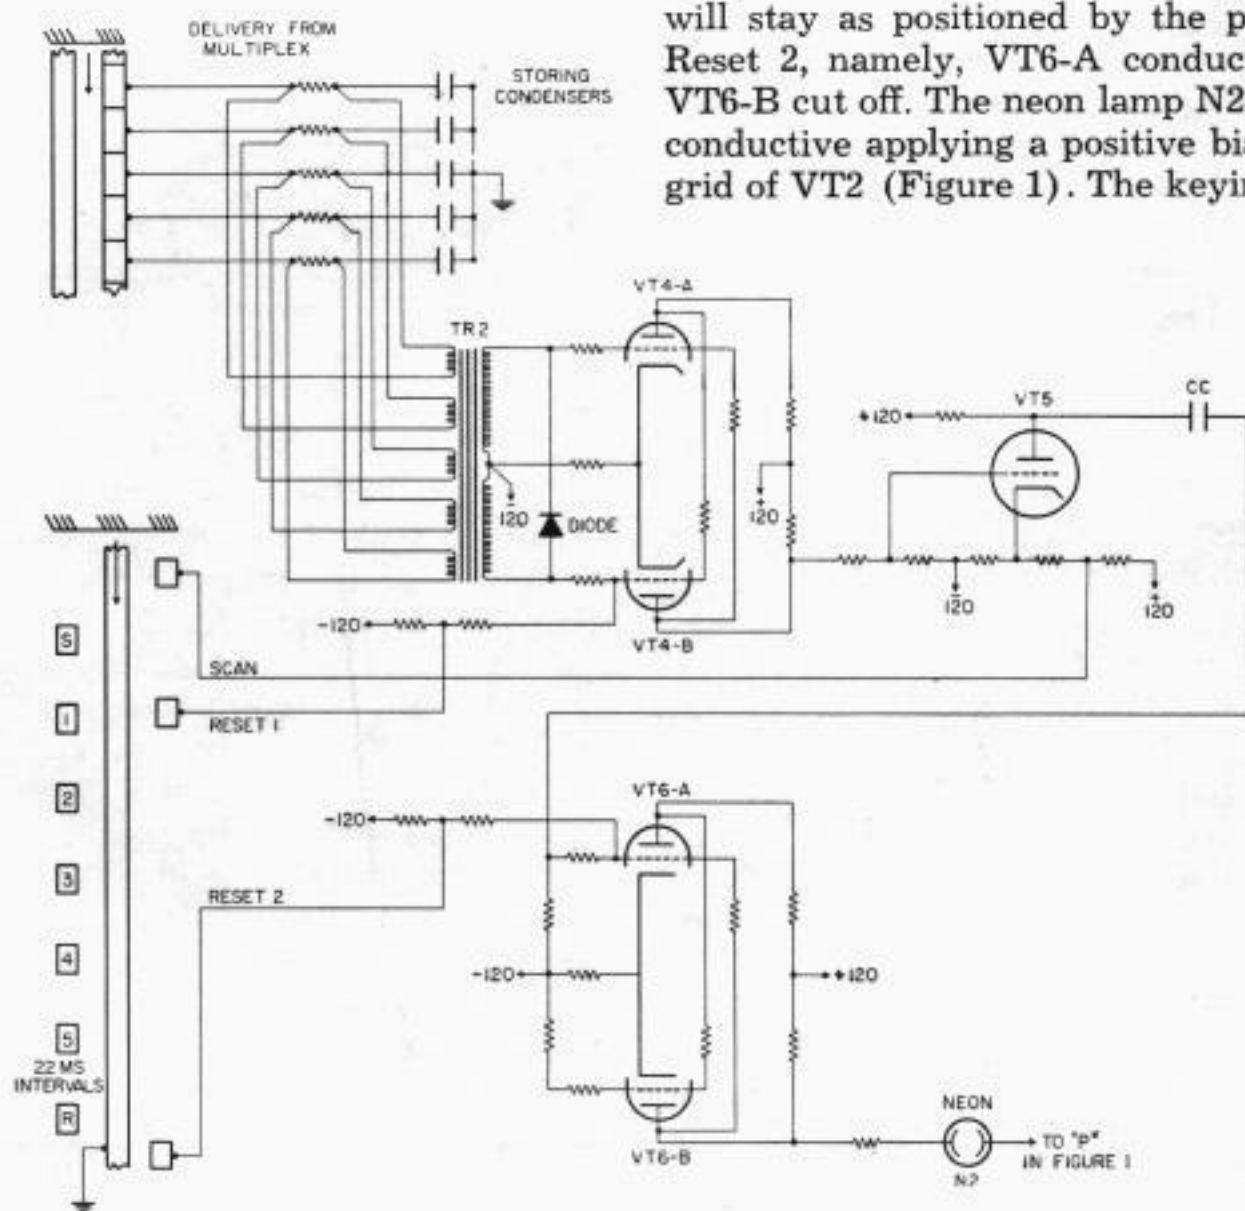 will stay as positioned by the p
Reset 2, namely, VT6-A conduc
VT6-B cut off. The neon lamp N2
conductive applying a positive bia
grid of VT2 (Figure 1). The keyin
DELIVERY FROM
MULTIPLEX
STORING
CONDENSERS
TR2
VT4-A
-120
DIODE
+120
VT4-B
+120
VT5
CC
-120
+120
-120
S
SCAN
1
RESET 1
2
3
4
5
22 MS
INTERVALS
R
-120
RESET 2
VT6-A
-120
+120
VT6-B
NEON
N2
TO "P"
IN FIGURE 1